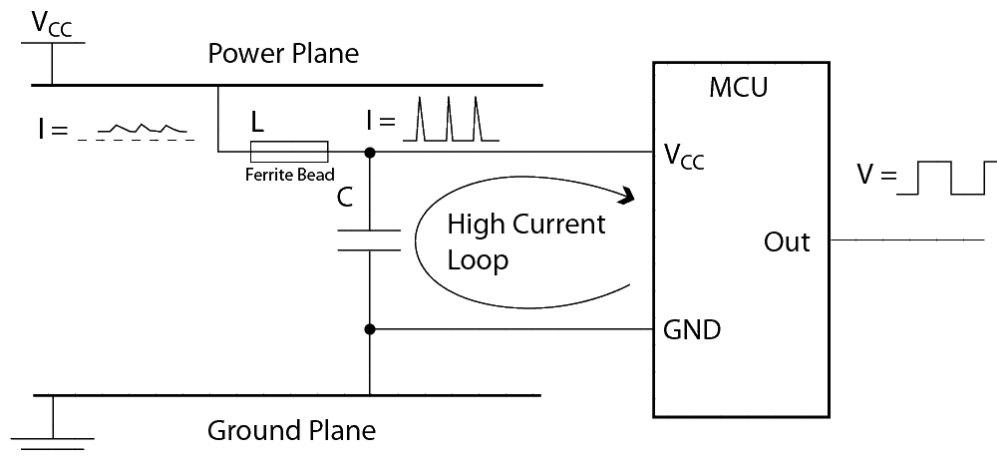 VCC
Power Plane
MCU
I =
L
I =
Ferrite Bead
VCC
V =
C
High Current
Loop
Out
GND
Ground Plane